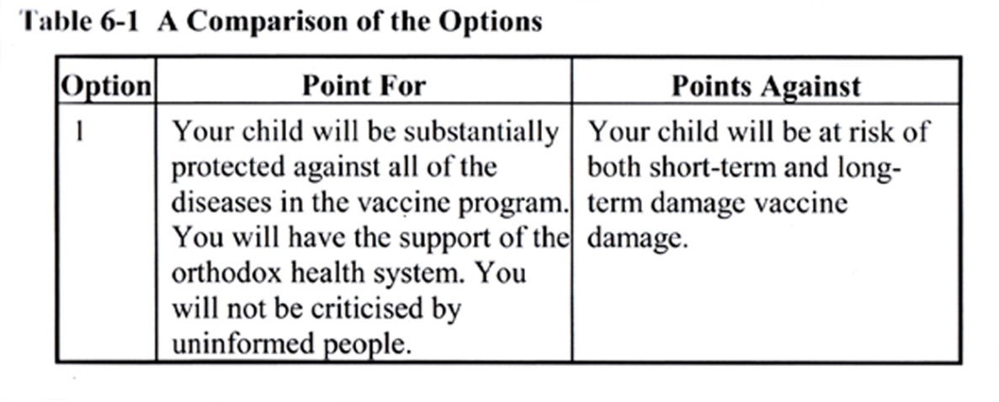 Table 6-1 A Comparison of the Options
Option Point For Points Against
1 Your child will be substantially Your child will be at risk of
protected against all of the both short-term and long-
diseases in the vaccine program. term damage vaccine
You will have the support of the damage.
orthodox health system. You
will not be criticised by
uninformed people.